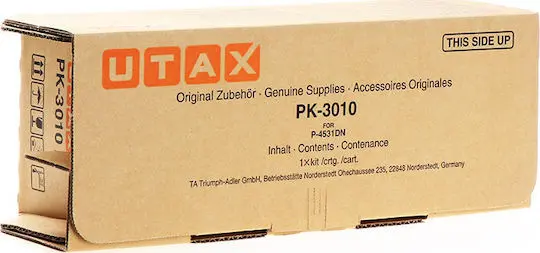 UTAX
THIS SIDE UP
Original Zubehör · Genuine Supplies · Accessoires Originales
PK-3010
FOR
P-4531DN
Inhalt · Contents · Contenance
1×kit /crtg. /cart.
TA Triumph-Adler GmbH, Betriebsstätte Norderstedt Ohechaussee 235, 22848 Norderstedt, Germany
PK-3010